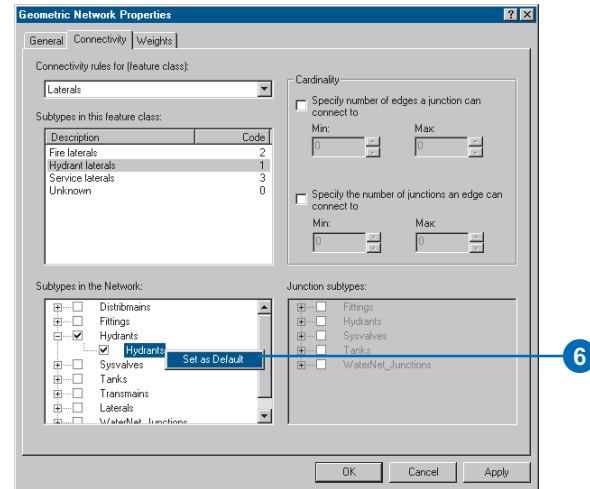 Geometric Network Properties
General Connectivity Weights
Connectivity rules for (feature class):
Laterals
Subtypes in this feature class:
Description Code
Fire laterals 2
Hydrant laterals 1
Service laterals 3
Unknown 0
Cardinality
Specify number of edges a junction can
connect to
Min: Max:
0 0
Specify the number of junctions an edge can
connect to
Min: Max:
0 0
Subtypes in the Network:
Distribmains
Fittings
Hydrants
Hydrants
Set as Default
Sysvalves
Tanks
Transmains
Laterals
WaterNet_Junctions
Junction subtypes:
Fittings
Hydrants
Sysvalves
Tanks
WaterNet_Junctions
6
OK Cancel Apply